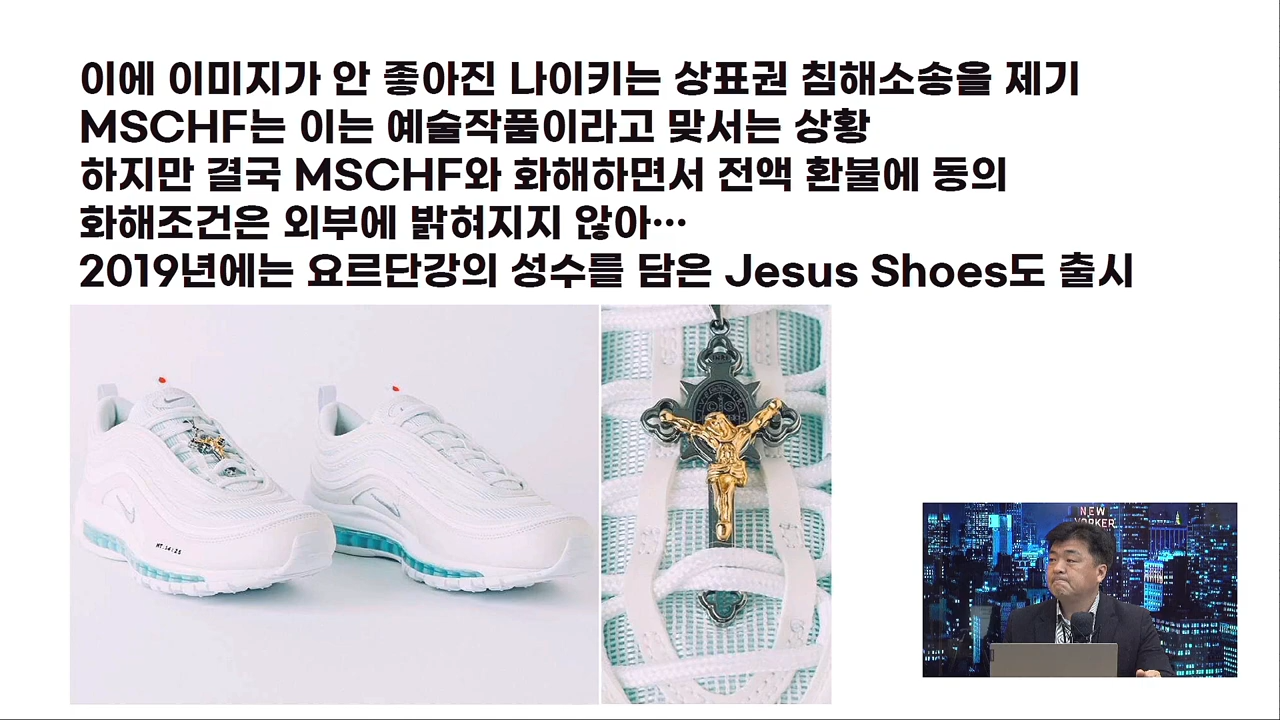 이에 이미지가 안 좋아진 나이키는 상표권 침해소송을 제기
MSCHF는 이는 예술작품이라고 맞서는 상황
하지만 결국 MSCHF와 화해하면서 전액 환불에 동의
화해조건은 외부에 밝혀지지 않아…
2019년에는 요르단강의 성수를 담은 Jesus Shoes도 출시
MT. 14:25
NEW
YORKER